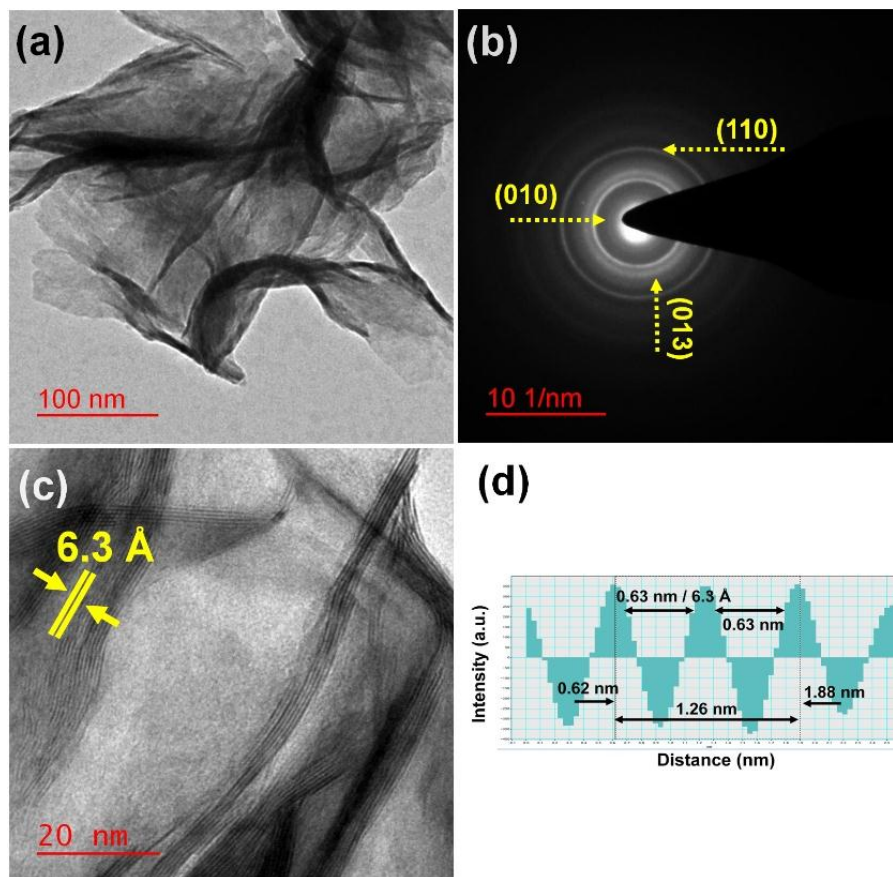 (a)
100 nm
(b)
(110)
(010)
(013)
10 1/nm
(c)
6.3 Å
20 nm
(d)
0.63 nm / 6.3 Å
0.63 nm
0.62 nm
1.88 nm
1.26 nm
Intensity (a.u.)
Distance (nm)